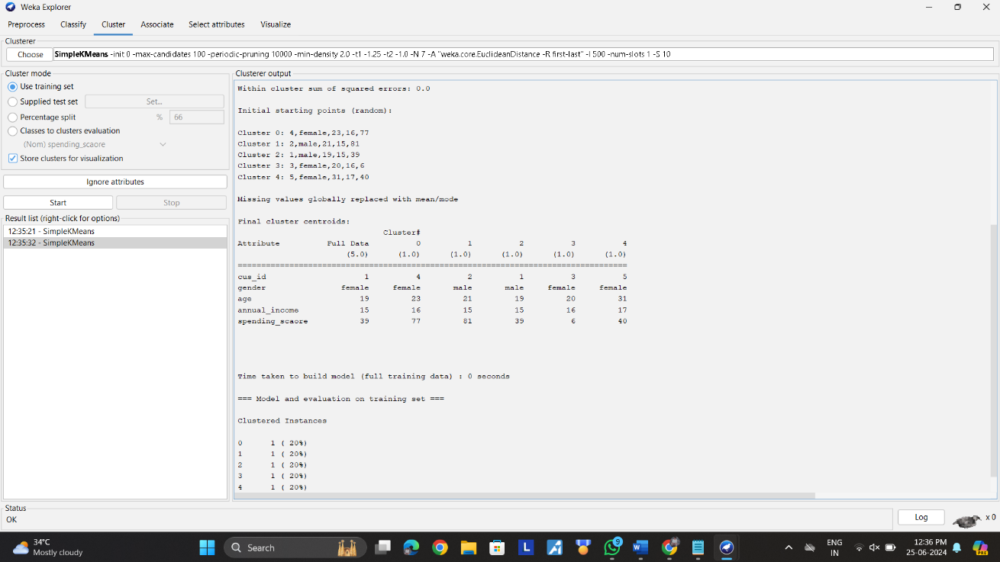 Weka Explorer
Preprocess Classify Cluster Associate Select attributes Visualize
Clusterer
Choose SimpleKMeans -init 0 -max-candidates 100 -periodic-pruning 10000 -min-density 2.0 -t1 -1.25 -t2 -1.0 -N 7 -A "weka.core.EuclideanDistance -R first-last" -I 500 -num-slots 1 -S 10
Cluster mode
Use training set
Supplied test set Set...
Percentage split % 66
Classes to clusters evaluation
(Nom) spending_scaore
Store clusters for visualization
Ignore attributes
Start Stop
Result list (right-click for options)
12:35:21 - SimpleKMeans
12:35:32 - SimpleKMeans
Clusterer output
Within cluster sum of squared errors: 0.0
Initial starting points (random):
Cluster 0: 4,female,23,16,77
Cluster 1: 2,male,21,15,81
Cluster 2: 1,male,19,15,39
Cluster 3: 3,female,20,16,6
Cluster 4: 5,female,31,17,40
Missing values globally replaced with mean/mode
Final cluster centroids:
Cluster#
Attribute Full Data 0 1 2 3 4
(5.0) (1.0) (1.0) (1.0) (1.0) (1.0)
====================================================================================
cus_id 1 4 2 1 3 5
gender female female male male female female
age 19 23 21 19 20 31
annual_income 15 16 15 15 16 17
spending_scaore 39 77 81 39 6 40
Time taken to build model (full training data) : 0 seconds
=== Model and evaluation on training set ===
Clustered Instances
0 1 ( 20%)
1 1 ( 20%)
2 1 ( 20%)
3 1 ( 20%)
4 1 ( 20%)
Status
OK
Log x 0
34°C
Mostly cloudy
Search
L
9
W
ENG
IN
12:36 PM
25-06-2024
PRE